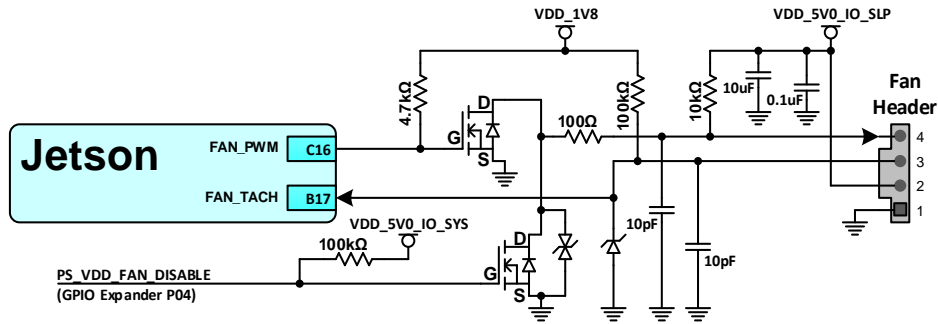 VDD_1V8
VDD_5V0_IO_SLP
4.7kΩ
100kΩ
10kΩ
10uF
0.1uF
Fan
Header
D
G
S
100Ω
4
3
2
1
Jetson
FAN_PWM
C16
FAN_TACH
B17
VDD_5V0_IO_SYS
100kΩ
10pF
10pF
D
G
S
PS_VDD_FAN_DISABLE
(GPIO Expander P04)